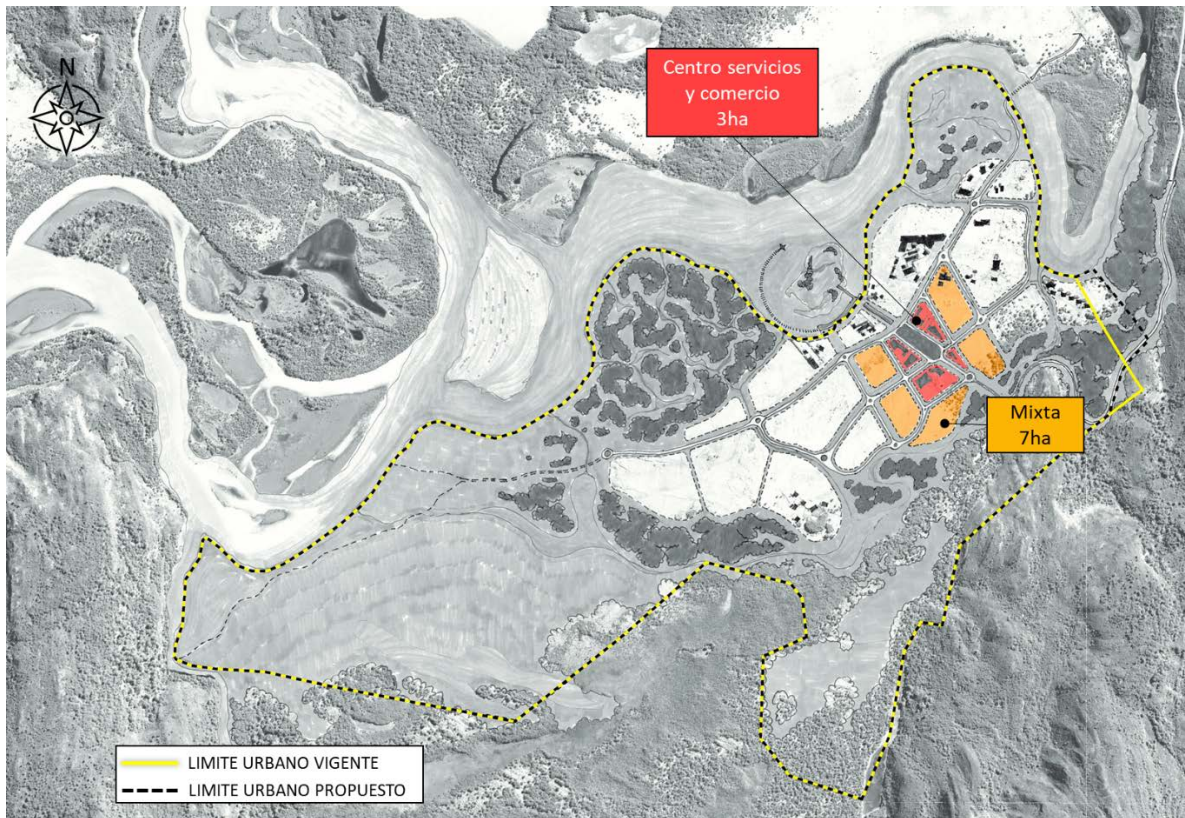 N
Centro servicios
y comercio
3ha
Mixta
7ha
LIMITE URBANO VIGENTE
LIMITE URBANO PROPUESTO